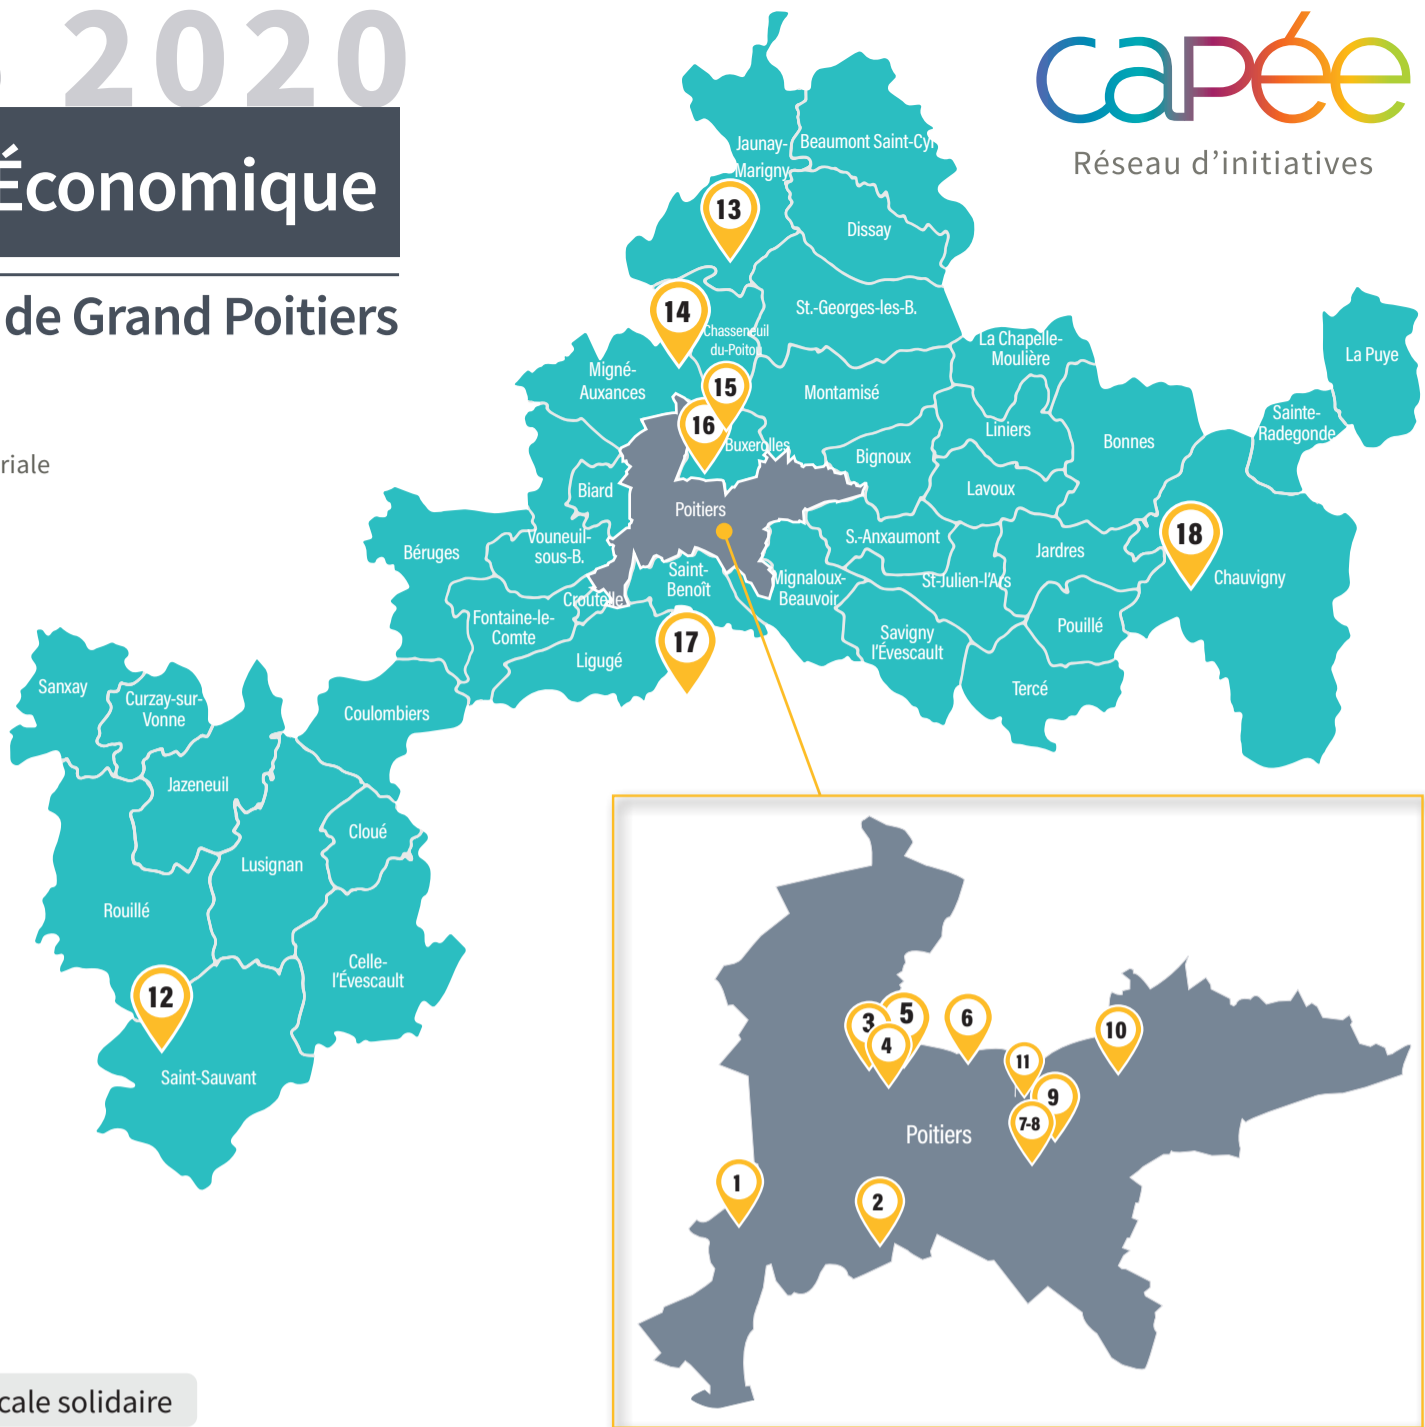 2020
Économique
de Grand Poitiers
capée
Réseau d’initiatives
riale
Jaunay-
Marigny
Beaumont Saint-Cyr
13
Dissay
14
St.-Georges-les-B.
Chasseneuil
du-Poitou
La Chapelle-
Moulière
La Puye
Migné-
Auxances
15
Montamisé
16
Buxerolles
Liniers
Sainte-
Radegonde
Bonnes
Bignoux
Biard
Lavoux
Poitiers
Béruges
Vouneuil-
sous-B.
S.-Anxaumont
Jardres
18
Chauvigny
Saint-
Benoît
Mignaloux-
Beauvoir
St-Julien-l’Ars
Croutelle
Fontaine-le-
Comte
17
Savigny
l’Évescault
Pouillé
Ligugé
Tercé
Sanxay
Curzay-sur-
Vonne
Coulombiers
Jazeneuil
Cloué
Lusignan
Rouillé
Celle-
l’Évescault
12
Saint-Sauvant
3
5
4
6
10
11
9
7-8
Poitiers
1
2
cale solidaire